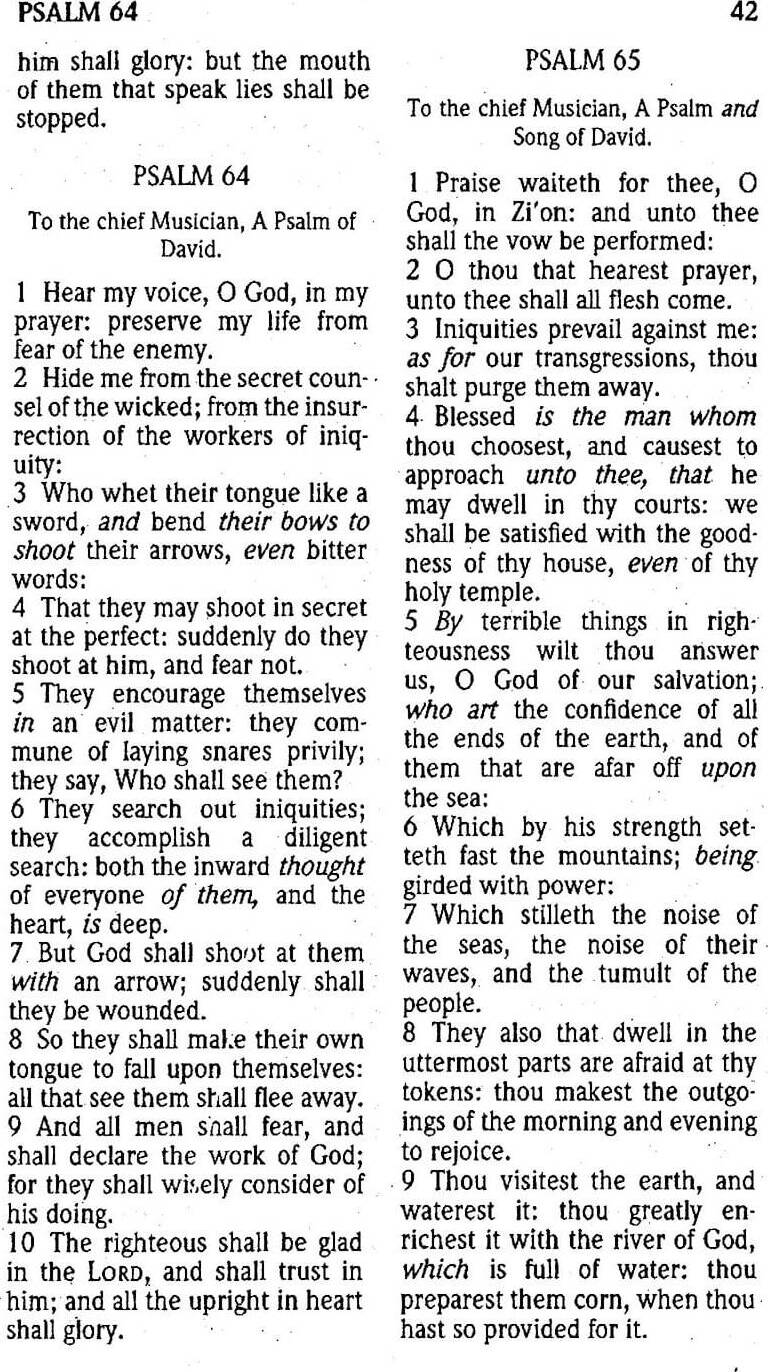 PSALM 64
42
him shall glory: but the mouth
of them that speak lies shall be
stopped.
PSALM 64
To the chief Musician, A Psalm of
David.
1 Hear my voice, O God, in my
prayer: preserve my life from
fear of the enemy.
2 Hide me from the secret coun-
sel of the wicked; from the insur-
rection of the workers of iniq-
uity:
3 Who whet their tongue like a
sword, and bend their bows to
shoot their arrows, even bitter
words:
4 That they may shoot in secret
at the perfect: suddenly do they
shoot at him, and fear not.
5 They encourage themselves
in an evil matter: they com-
mune of laying snares privily;
they say, Who shall see them?
6 They search out iniquities;
they accomplish a diligent
search: both the inward thought
of everyone of them, and the
heart, is deep.
7 But God shall shoot at them
with an arrow; suddenly shall
they be wounded.
8 So they shall make their own
tongue to fall upon themselves:
all that see them shall flee away.
9 And all men shall fear, and
shall declare the work of God;
for they shall wisely consider of
his doing.
10 The righteous shall be glad
in the LORD, and shall trust in
him; and all the upright in heart
shall glory.
PSALM 65
To the chief Musician, A Psalm and
Song of David.
1 Praise waiteth for thee, O
God, in Zi'on: and unto thee
shall the vow be performed:
2 O thou that hearest prayer,
unto thee shall all flesh come.
3 Iniquities prevail against me:
as for our transgressions, thou
shalt purge them away.
4 Blessed is the man whom
thou choosest, and causest to
approach unto thee, that he
may dwell in thy courts: we
shall be satisfied with the good-
ness of thy house, even of thy
holy temple.
5 By terrible things in righ-
teousness wilt thou answer
us, O God of our salvation;
who art the confidence of all
the ends of the earth, and of
them that are afar off upon
the sea:
6 Which by his strength set-
teth fast the mountains; being
girded with power:
7 Which stilleth the noise of
the seas, the noise of their
waves, and the tumult of the
people.
8 They also that dwell in the
uttermost parts are afraid at thy
tokens: thou makest the outgo-
ings of the morning and evening
to rejoice.
9 Thou visitest the earth, and
waterest it: thou greatly en-
richest it with the river of God,
which is full of water: thou
preparest them corn, when thou
hast so provided for it.